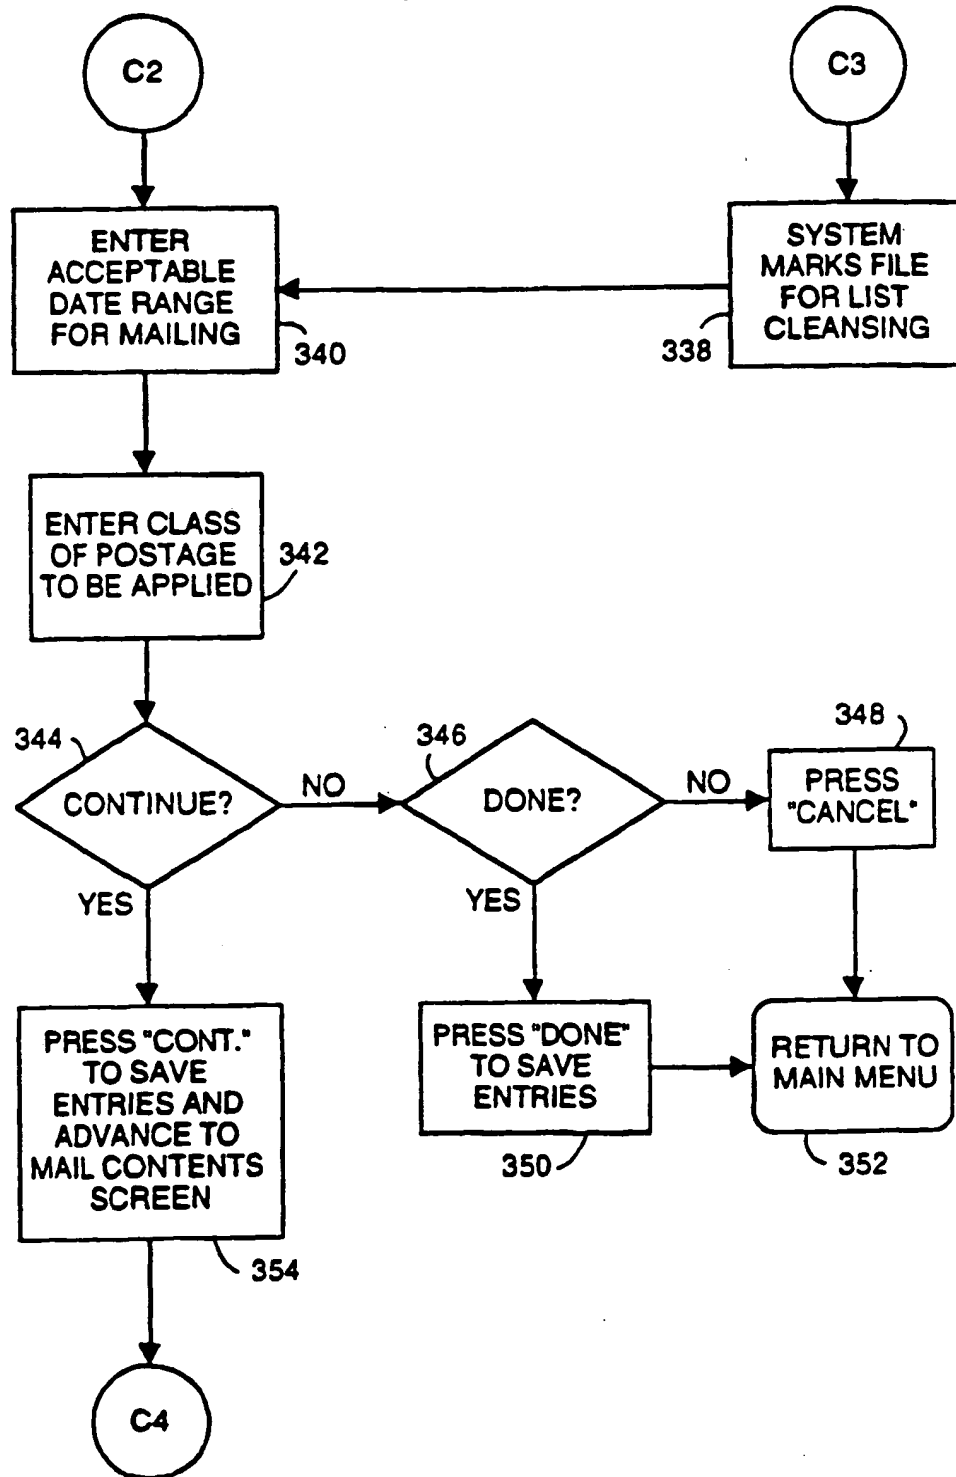 C2
C3
ENTER
ACCEPTABLE
DATE RANGE
FOR MAILING
340
SYSTEM
MARKS FILE
FOR LIST
CLEANSING
338
ENTER CLASS
OF POSTAGE
TO BE APPLIED
342
344
CONTINUE?
NO
YES
346
DONE?
NO
YES
348
PRESS
"CANCEL"
PRESS "CONT."
TO SAVE
ENTRIES AND
ADVANCE TO
MAIL CONTENTS
SCREEN
354
PRESS "DONE"
TO SAVE
ENTRIES
350
RETURN TO
MAIN MENU
352
C4